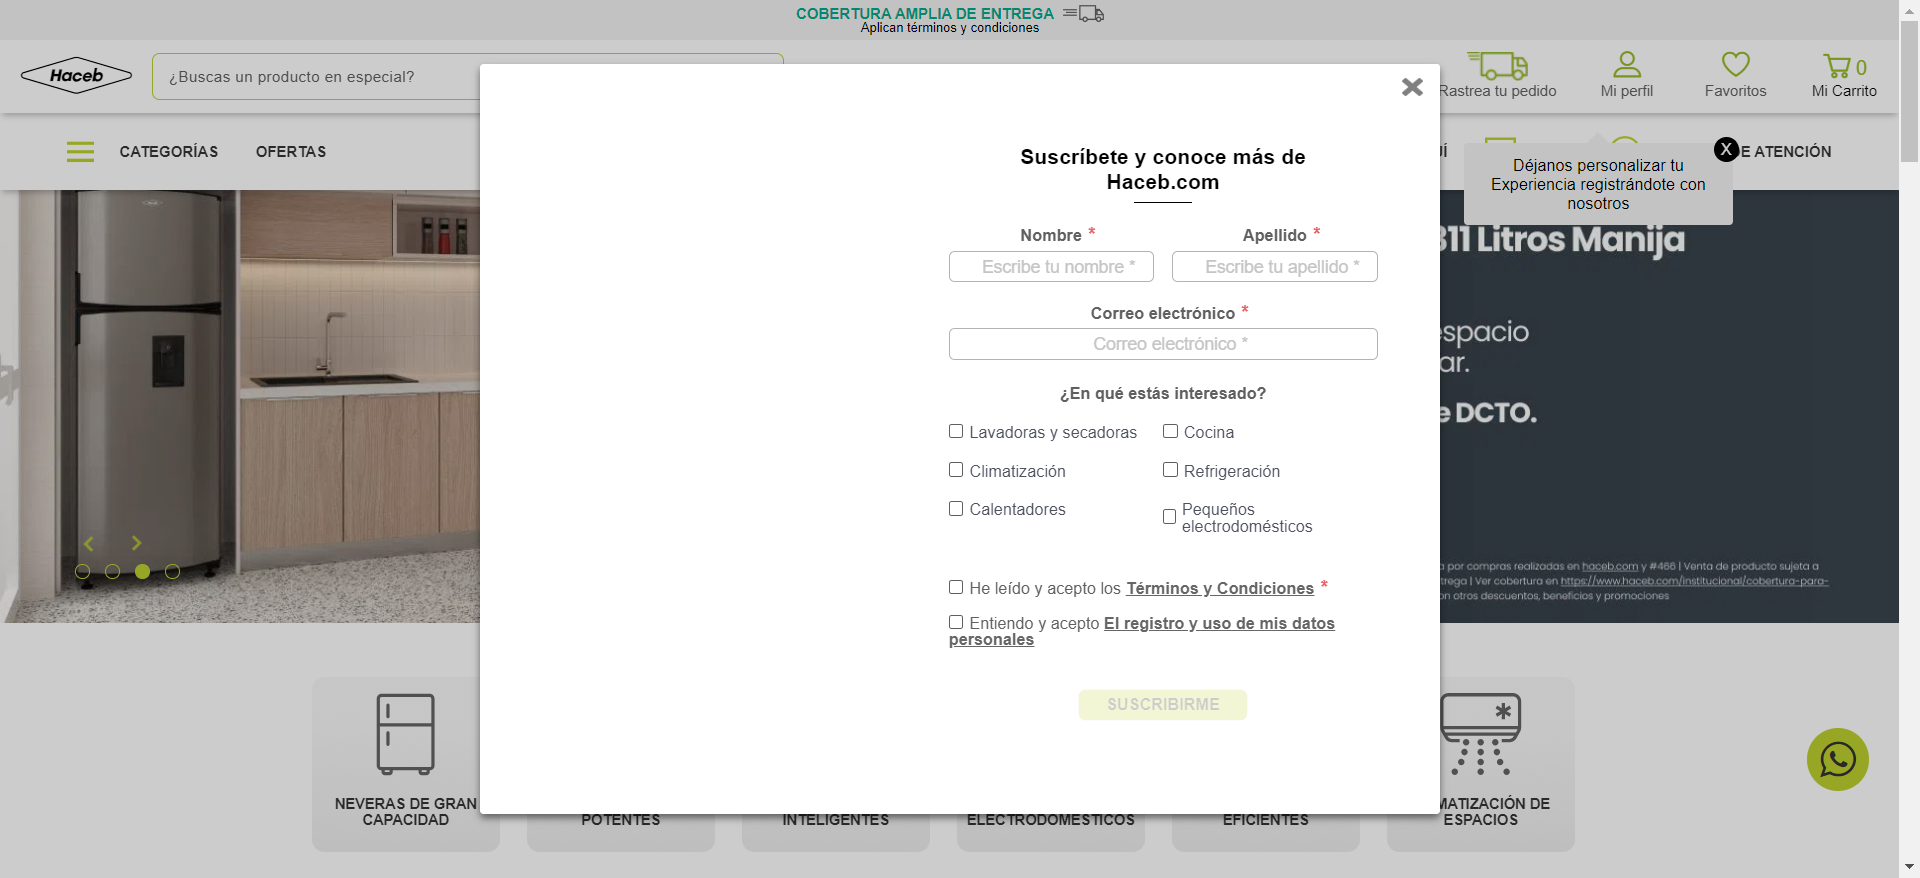 COBERTURA AMPLIA DE ENTREGA
Aplican términos y condiciones
Haceb
¿Buscas un producto en especial?
Rastrea tu pedido
Mi perfil
Favoritos
0
Mi Carrito
CATEGORÍAS
OFERTAS
E ATENCIÓN
X
Déjanos personalizar tu
Experiencia registrándote con
nosotros
311 Litros Manija
espacio
ar.
e DCTO.
a por compras realizadas en haceb.com y #466 | Venta de producto sujeta a
trega | Ver cobertura en https://www.haceb.com/institucional/cobertura-para-
on otros descuentos, beneficios y promociones
Suscríbete y conoce más de
Haceb.com
Nombre *
Apellido *
Escribe tu nombre *
Escribe tu apellido *
Correo electrónico *
Correo electrónico *
¿En qué estás interesado?
Lavadoras y secadoras
Cocina
Climatización
Refrigeración
Calentadores
Pequeños
electrodomésticos
He leído y acepto los Términos y Condiciones *
Entiendo y acepto El registro y uso de mis datos
personales
SUSCRIBIRME
NEVERAS DE GRAN
CAPACIDAD
POTENTES
INTELIGENTES
ELECTRODOMÉSTICOS
EFICIENTES
MATIZACIÓN DE
ESPACIOS